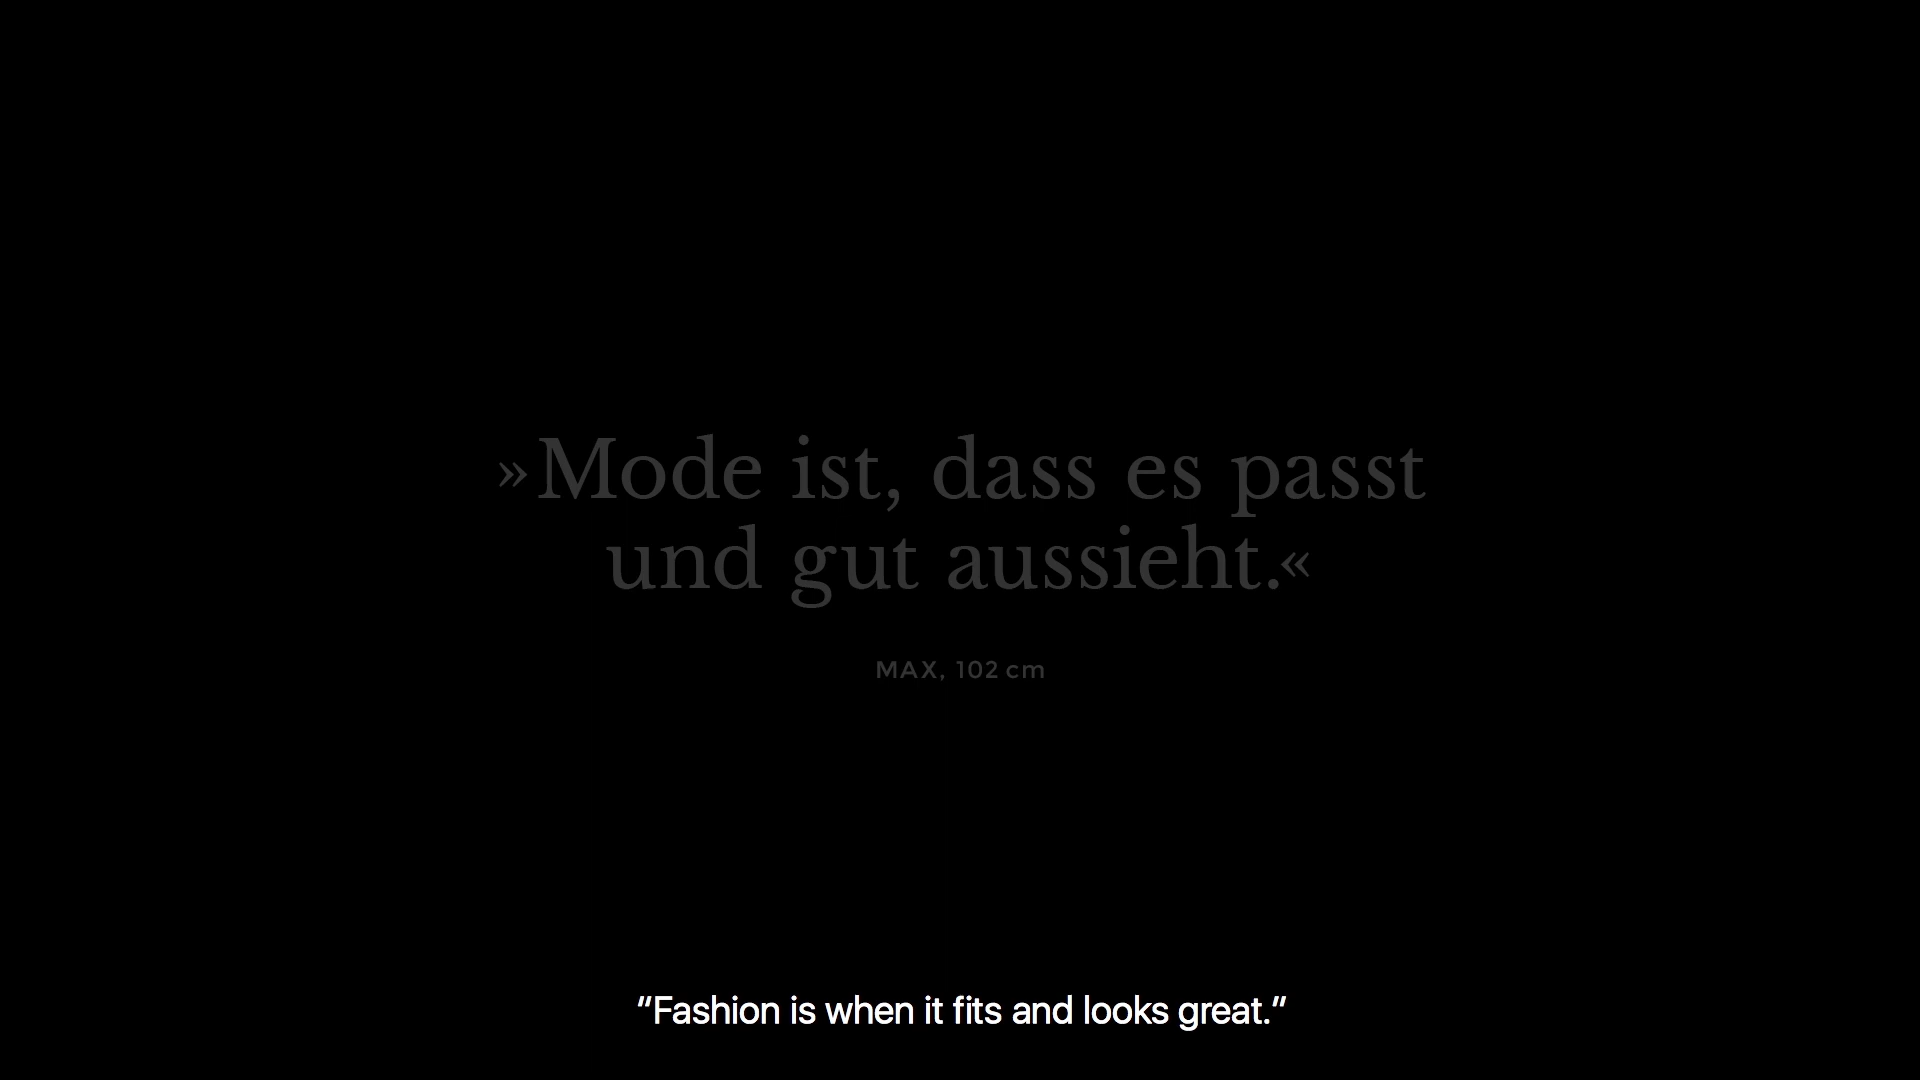 »Mode ist, dass es passt
und gut aussieht.«
MAX, 102 cm
“Fashion is when it fits and looks great.”